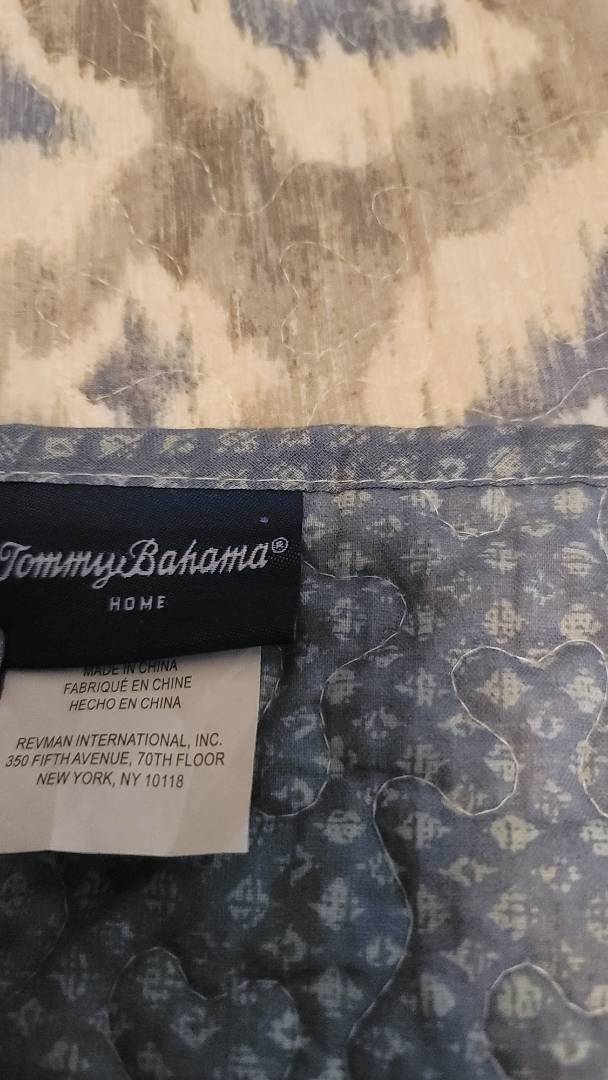 Tommy Bahama®
HOME
MADE IN CHINA
FABRIQUÉ EN CHINE
HECHO EN CHINA
REVMAN INTERNATIONAL, INC.
350 FIFTH AVENUE, 70TH FLOOR
NEW YORK, NY 10118